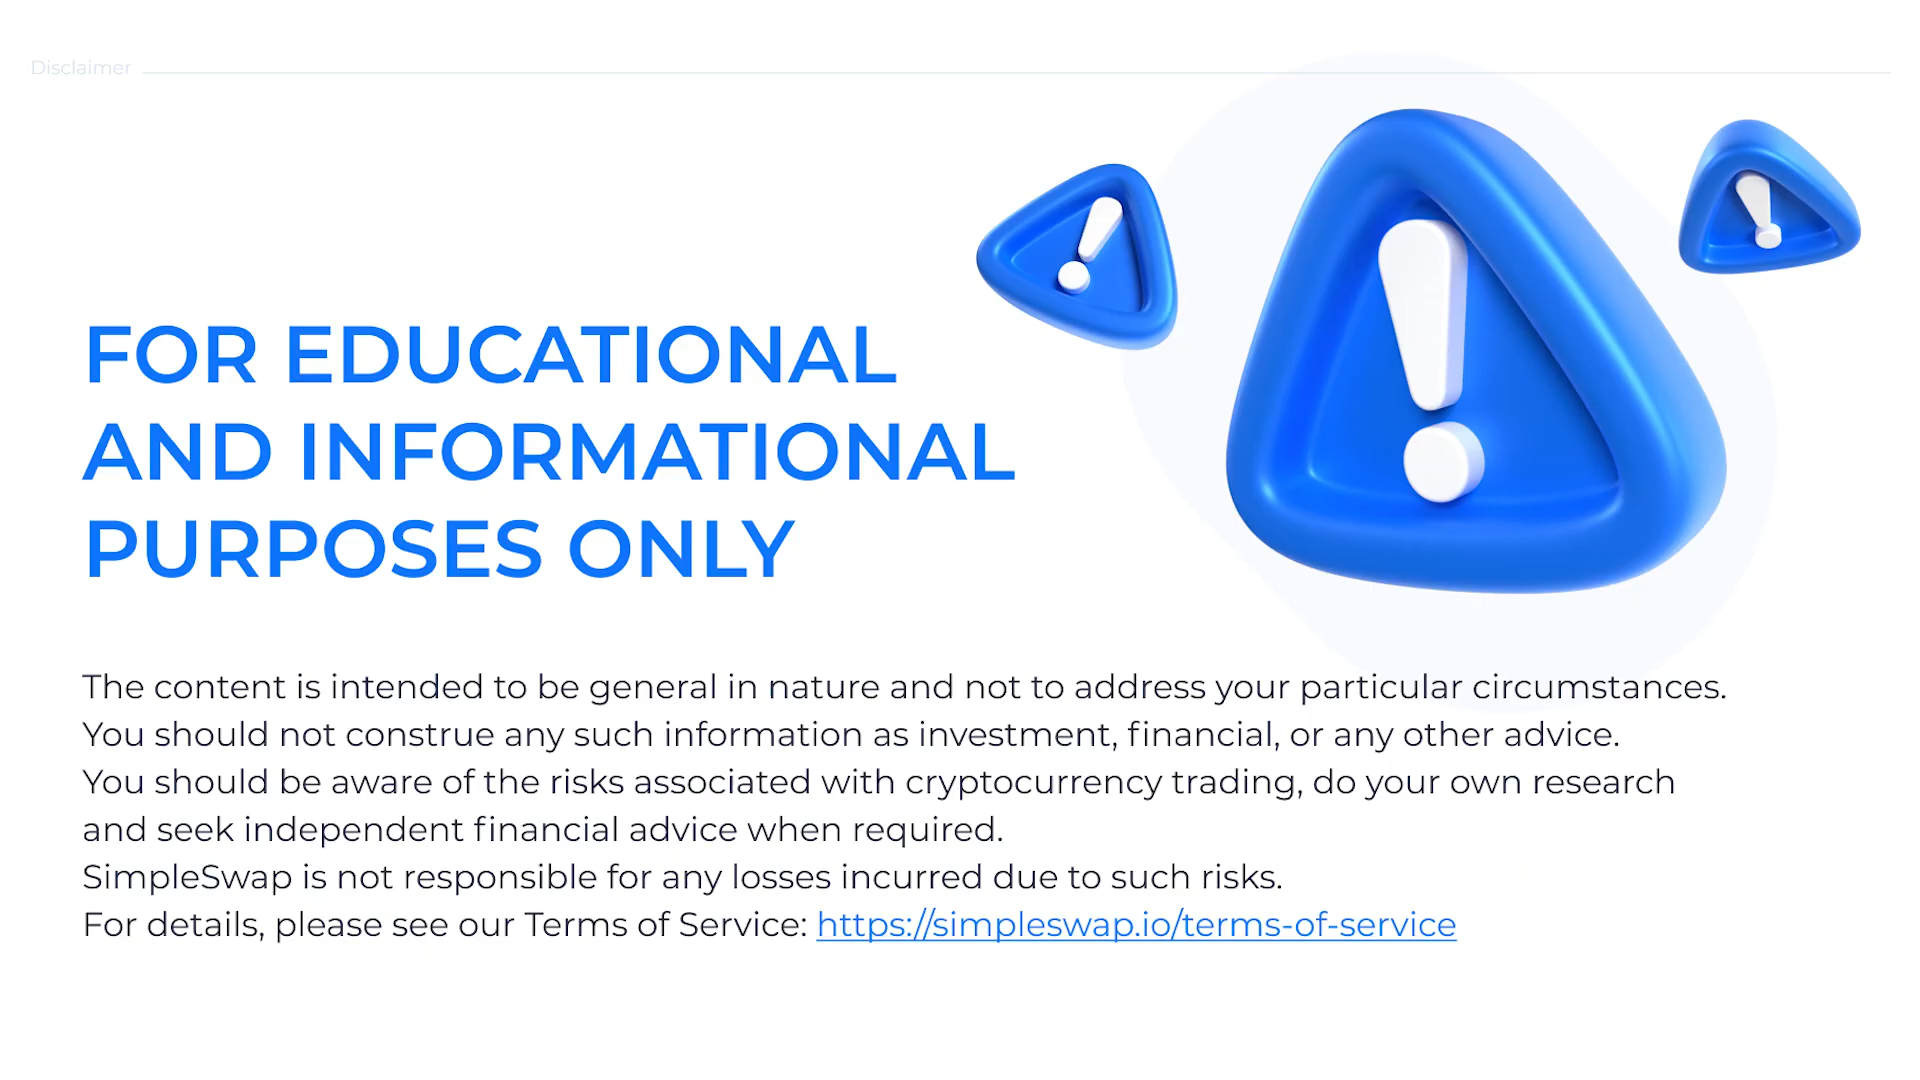 Disclaimer
FOR EDUCATIONAL
AND INFORMATIONAL
PURPOSES ONLY
The content is intended to be general in nature and not to address your particular circumstances.
You should not construe any such information as investment, financial, or any other advice.
You should be aware of the risks associated with cryptocurrency trading, do your own research
and seek independent financial advice when required.
SimpleSwap is not responsible for any losses incurred due to such risks.
For details, please see our Terms of Service: https://simpleswap.io/terms-of-service